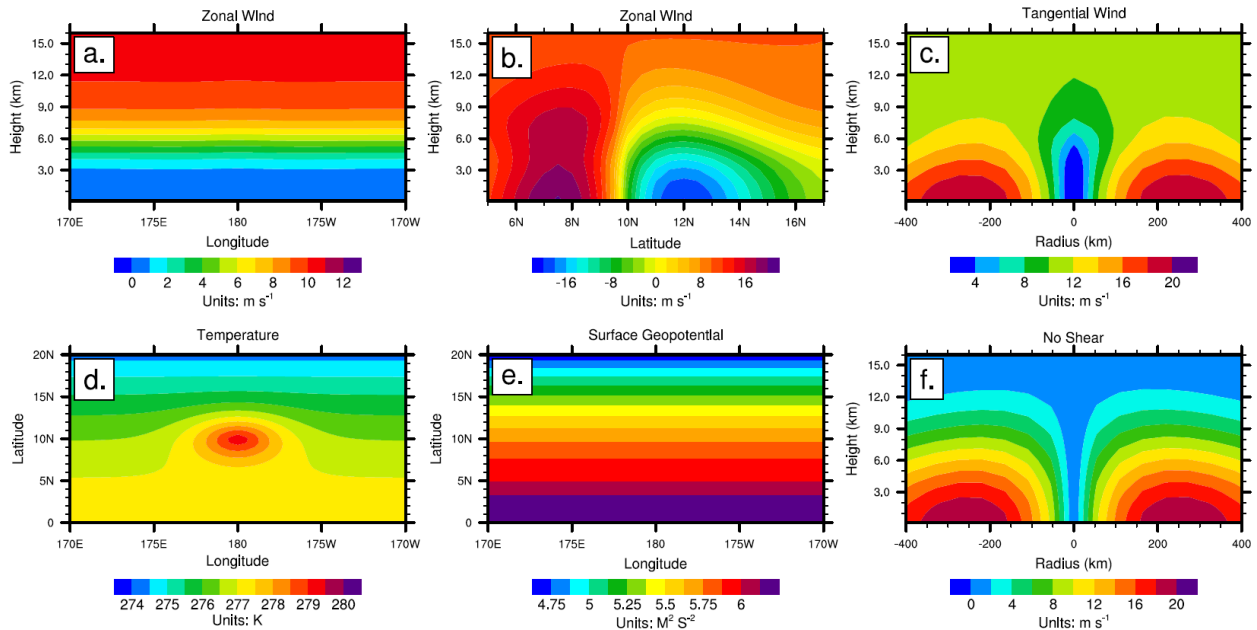 Zonal WInd
a.
15.0
12.0
9.0
6.0
3.0
Height (km)
170E 175E 180 175W 170W
Longitude
0 2 4 6 8 10 12
Units: m s⁻¹
Zonal WInd
b.
15.0
12.0
9.0
6.0
3.0
Height (km)
6N 8N 10N 12N 14N 16N
Latitude
-16 -8 0 8 16
Units: m s⁻¹
Tangential Wind
c.
15.0
12.0
9.0
6.0
3.0
Height (km)
-400 -200 0 200 400
Radius (km)
4 8 12 16 20
Units: m s⁻¹
Temperature
d.
20N
15N
10N
5N
0
Latitude
170E 175E 180 175W 170W
Longitude
274 275 276 277 278 279 280
Units: K
Surface Geopotential
e.
20N
15N
10N
5N
0
Latitude
170E 175E 180 175W 170W
Longitude
4.75 5 5.25 5.5 5.75 6
Units: M² S⁻²
No Shear
f.
15.0
12.0
9.0
6.0
3.0
Height (km)
-400 -200 0 200 400
Radius (km)
0 4 8 12 16 20
Units: m s⁻¹